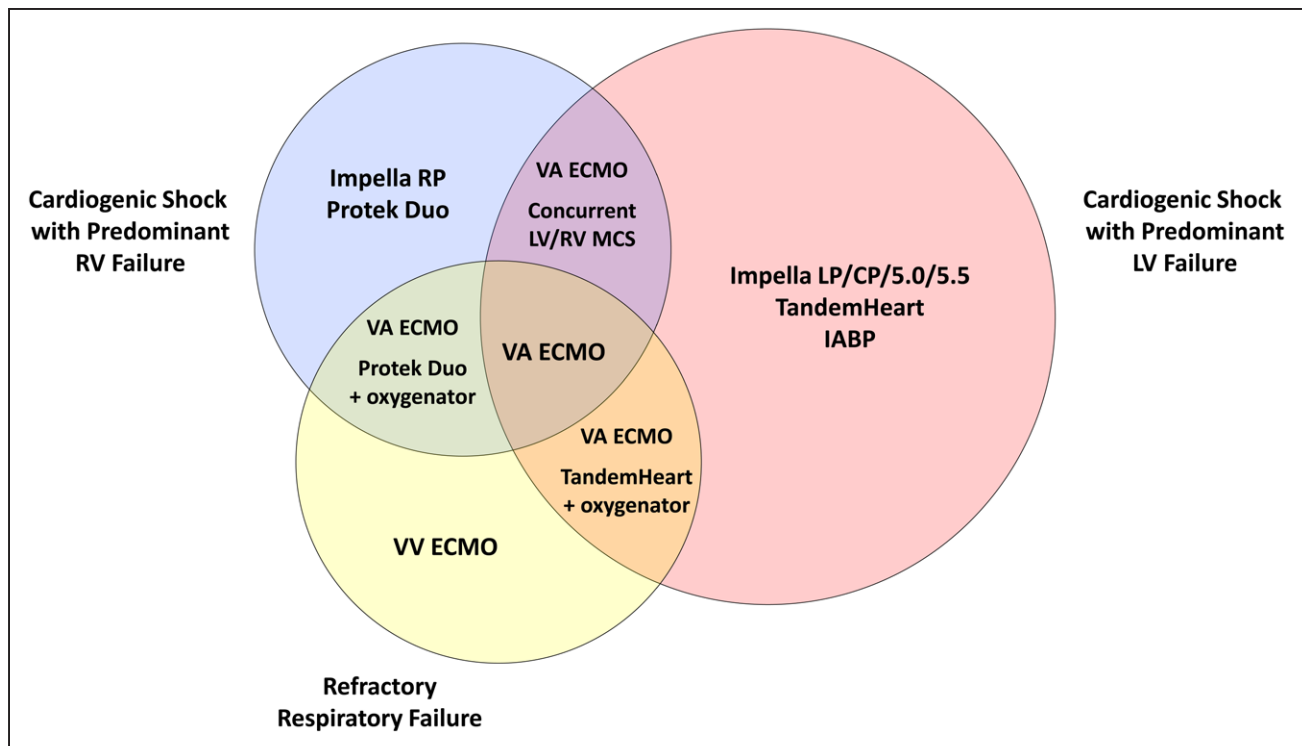 Cardiogenic Shock
with Predominant
RV Failure
Impella RP
Protek Duo
VA ECMO
Concurrent
LV/RV MCS
Cardiogenic Shock
with Predominant
LV Failure
Impella LP/CP/5.0/5.5
TandemHeart
IABP
VA ECMO
Protek Duo
+ oxygenator
VA ECMO
VA ECMO
TandemHeart
+ oxygenator
VV ECMO
Refractory
Respiratory Failure